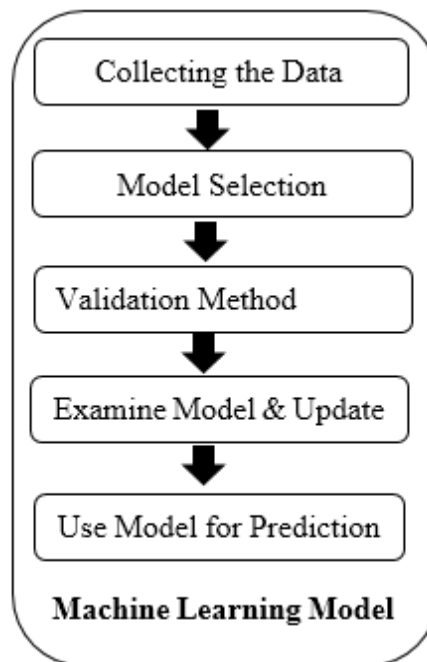 Collecting the Data
Model Selection
Validation Method
Examine Model & Update
Use Model for Prediction
Machine Learning Model